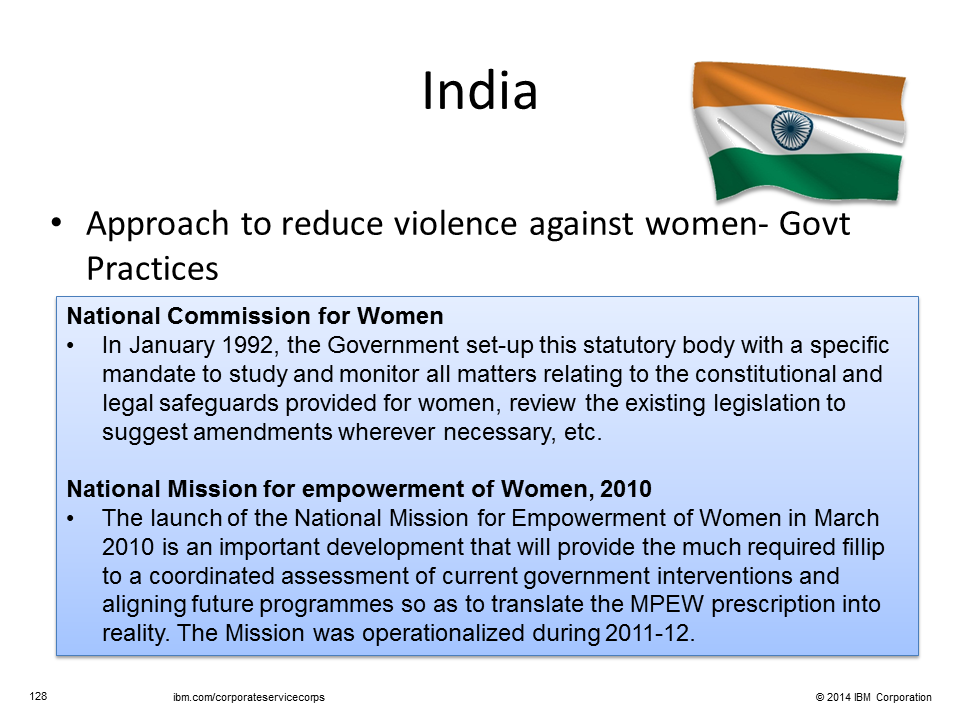 India
• Approach to reduce violence against women- Govt
Practices
National Commission for Women
• In January 1992, the Government set-up this statutory body with a specific
mandate to study and monitor all matters relating to the constitutional and
legal safeguards provided for women, review the existing legislation to
suggest amendments wherever necessary, etc.
National Mission for empowerment of Women, 2010
• The launch of the National Mission for Empowerment of Women in March
2010 is an important development that will provide the much required fillip
to a coordinated assessment of current government interventions and
aligning future programmes so as to translate the MPEW prescription into
reality. The Mission was operationalized during 2011-12.
128 ibm.com/corporateservicecorps © 2014 IBM Corporation